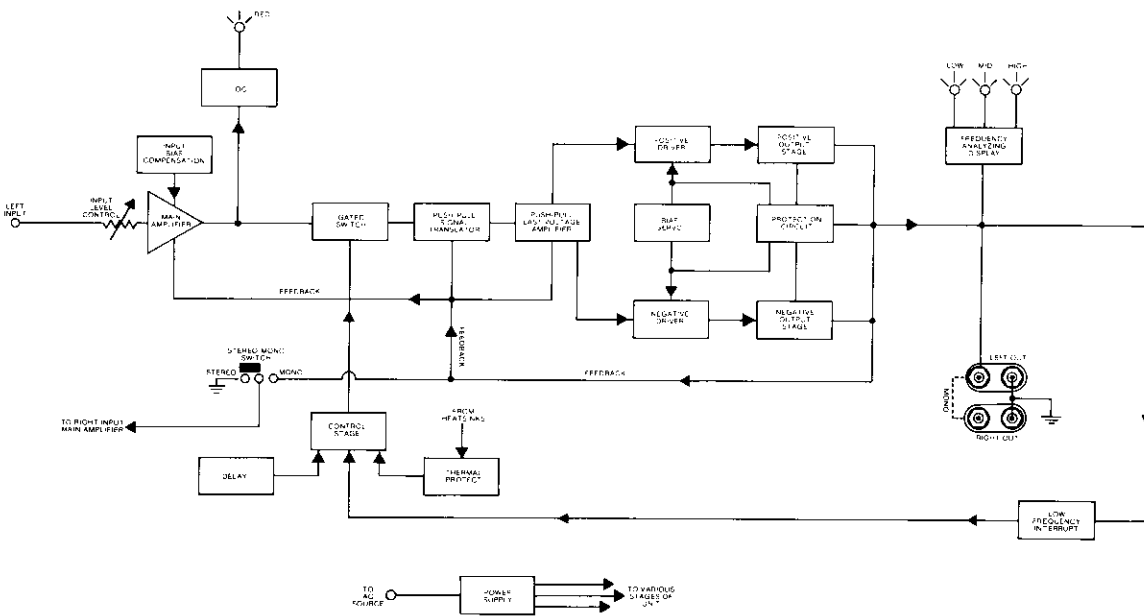 RED
LOW MID HIGH
INPUT
BIAS
COMPENSATION
POSITIVE
DRIVER
POSITIVE
OUTPUT
STAGE
FREQUENCY
ANALYZING
DISPLAY
LEFT
INPUT
INPUT
LEVEL
CONTROL
MAIN
AMPLIFIER
GATED
SWITCH
PUSH-PULL
SIGNAL
TRANSLATOR
PUSH-PULL
LAST VOLTAGE
AMPLIFIER
BIAS
SERVO
PROTECTION
CIRCUIT
FEEDBACK
NEGATIVE
DRIVER
NEGATIVE
OUTPUT
STAGE
FEEDBACK
STEREO MONO
SWITCH
STEREO
MONO
FEEDBACK
LEFT OUT
MONO
RIGHT OUT
TO RIGHT INPUT
MAIN AMPLIFIER
CONTROL
STAGE
FROM
HEATSINKS
DELAY
THERMAL
PROTECT
LOW
FREQUENCY
INTERRUPT
TO
AC
SOURCE
POWER
SUPPLY
TO VARIOUS
STAGES OF
UNIT